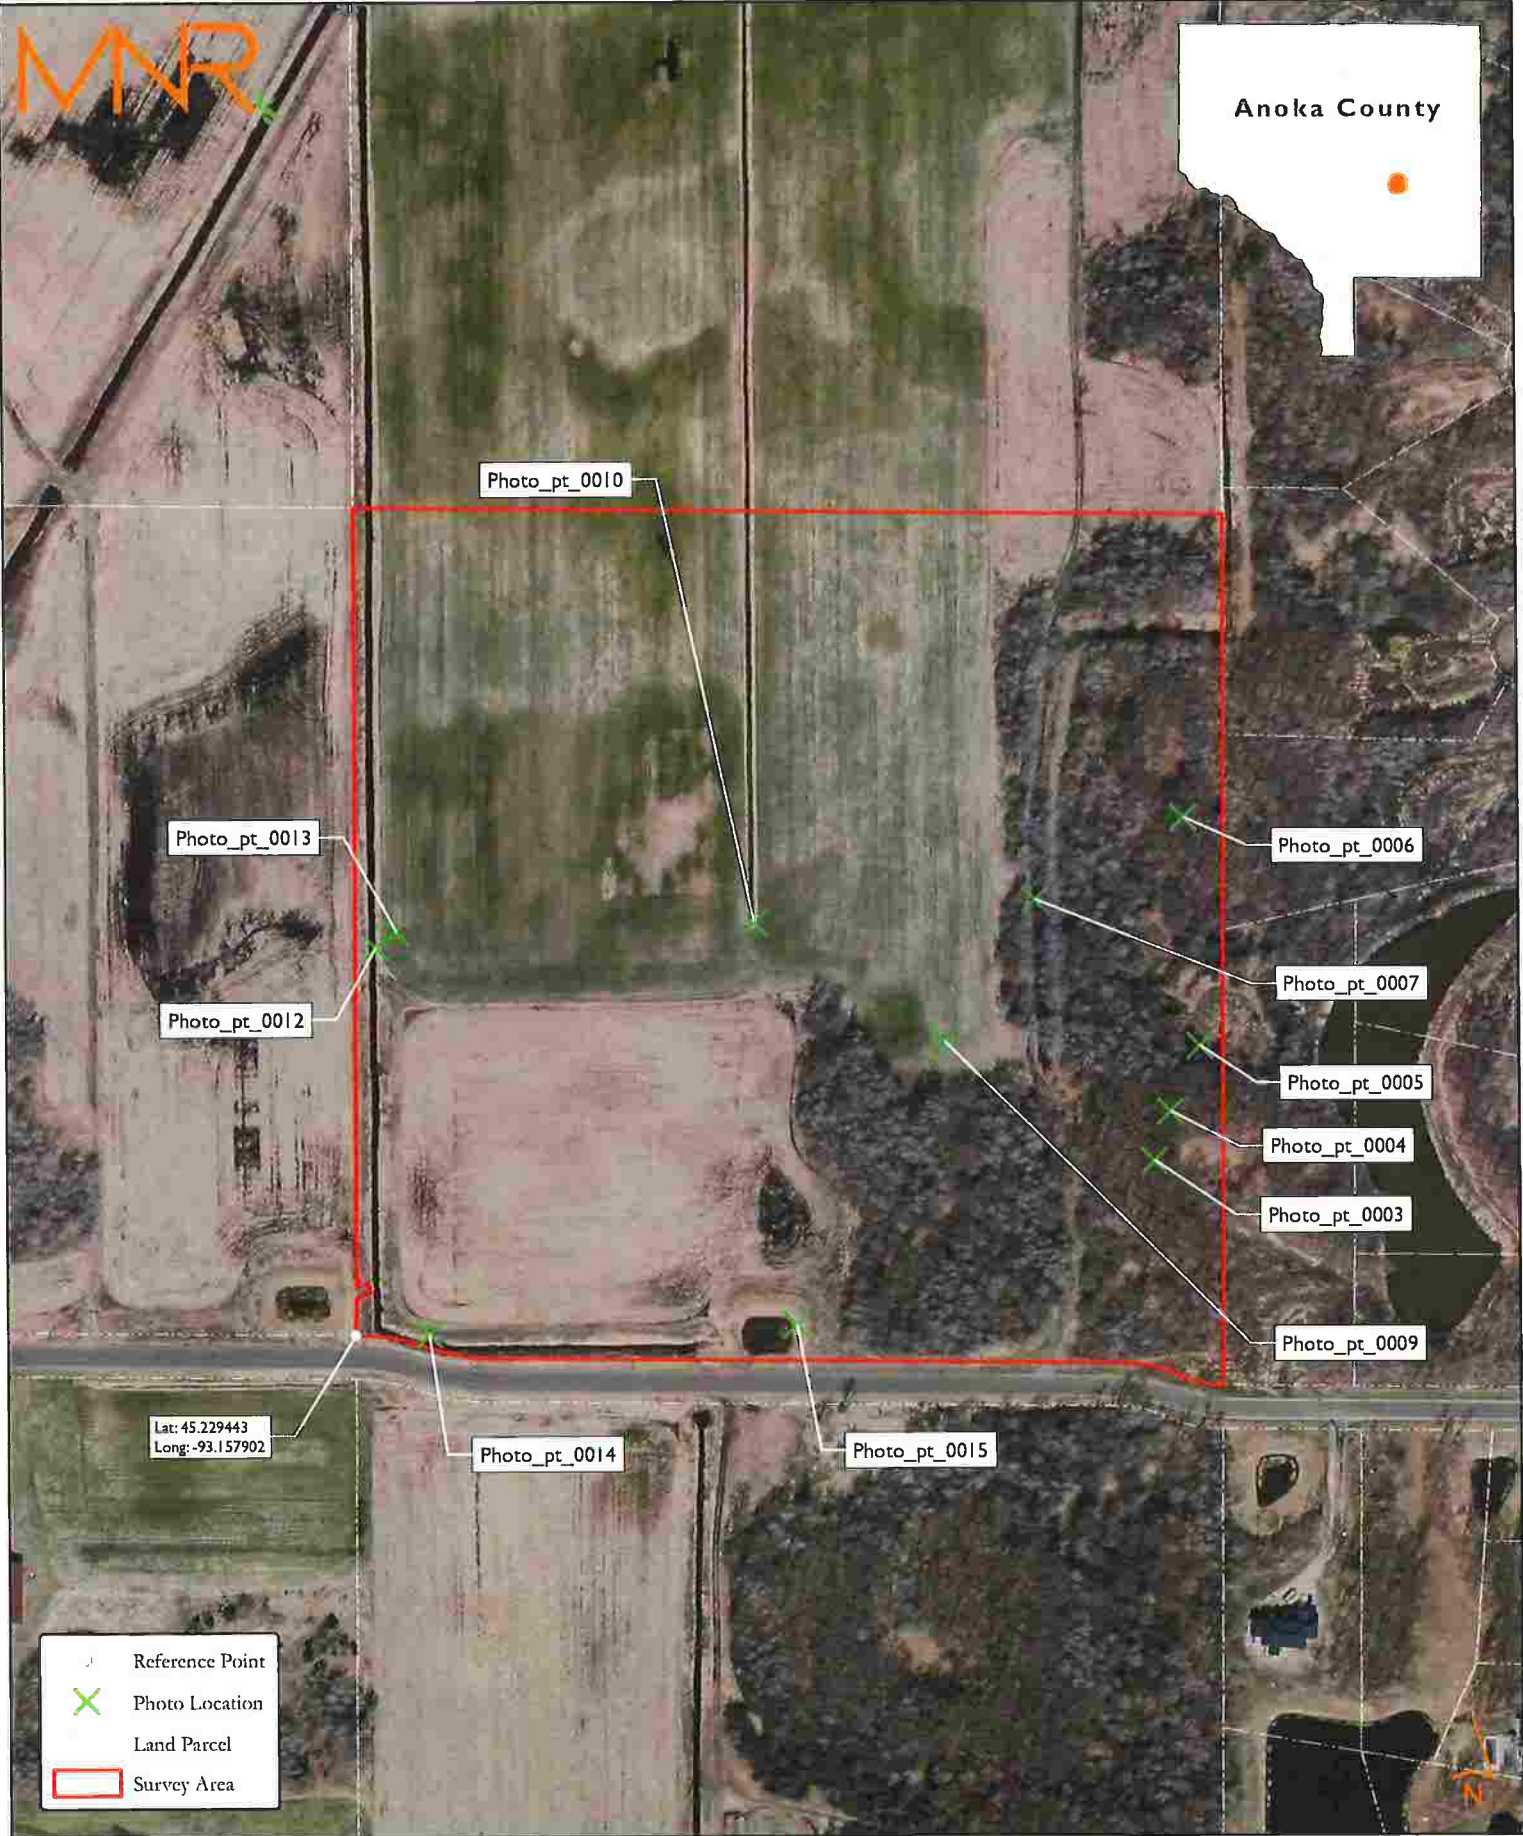 MNR
Anoka County
Photo_pt_0010
Photo_pt_0013
Photo_pt_0006
Photo_pt_0007
Photo_pt_0012
Photo_pt_0005
Photo_pt_0004
Photo_pt_0003
Photo_pt_0009
Lat: 45.229443
Long: -93.157902
Photo_pt_0014
Photo_pt_0015
Reference Point
Photo Location
Land Parcel
Survey Area
N